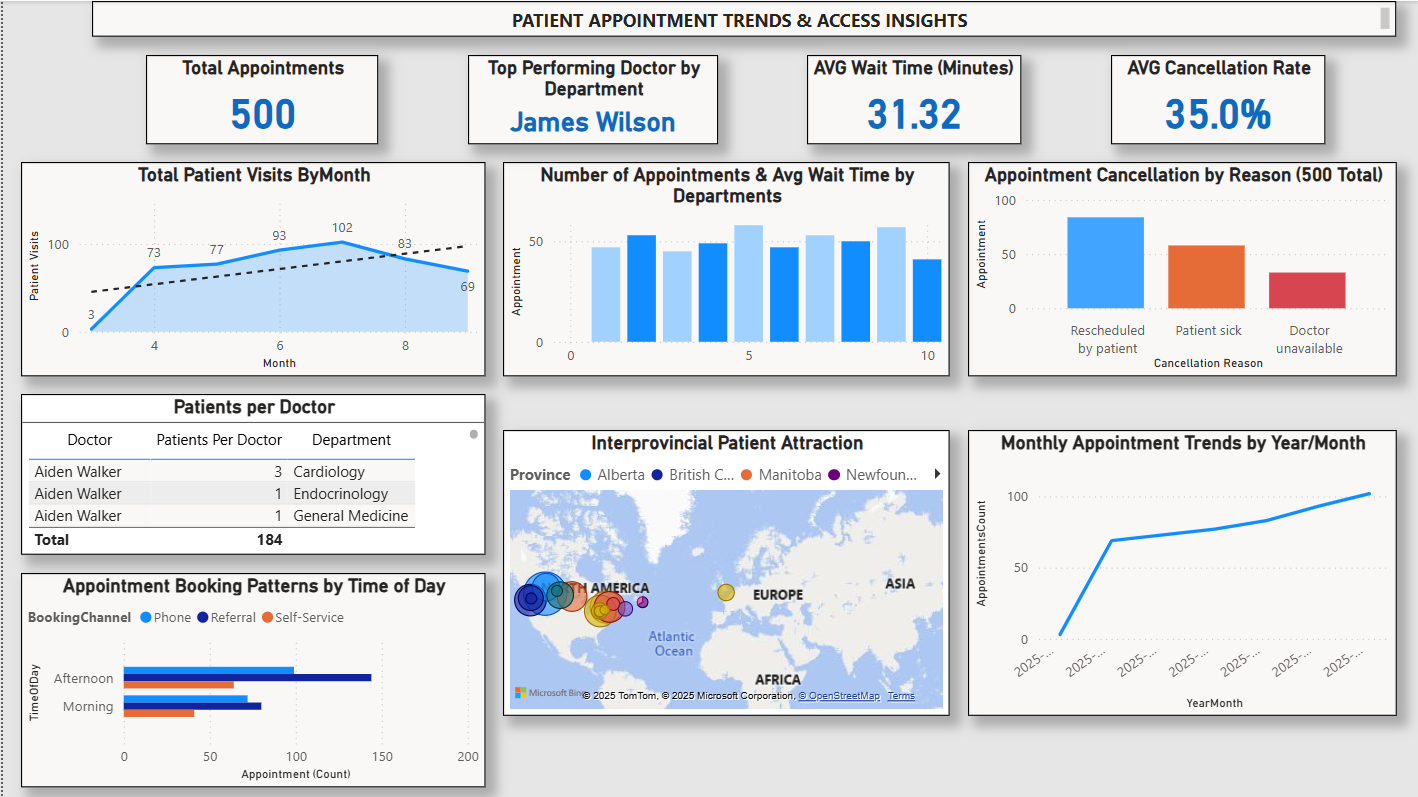 PATIENT APPOINTMENT TRENDS & ACCESS INSIGHTS
Total Appointments
500
Top Performing Doctor by
Department
James Wilson
AVG Wait Time (Minutes)
31.32
AVG Cancellation Rate
35.0%
Total Patient Visits ByMonth
Patient Visits
100
0
3
73
77
93
102
83
69
4
6
8
Month
Number of Appointments & Avg Wait Time by
Departments
Appointment
50
0
0
5
10
Appointment Cancellation by Reason (500 Total)
Appointment
100
50
0
Rescheduled
by patient
Patient sick
Doctor
unavailable
Cancellation Reason
Patients per Doctor
Doctor Patients Per Doctor Department
Aiden Walker 3 Cardiology
Aiden Walker 1 Endocrinology
Aiden Walker 1 General Medicine
Total 184
Interprovincial Patient Attraction
Province Alberta British C... Manitoba Newfoun...
H AMERICA
EUROPE
ASIA
Atlantic
Ocean
AFRICA
Microsoft Bing
© 2025 TomTom, © 2025 Microsoft Corporation, © OpenStreetMap Terms
Monthly Appointment Trends by Year/Month
AppointmentsCount
100
50
0
2025-...
2025-...
2025-...
2025-...
2025-...
2025-...
2025-...
YearMonth
Appointment Booking Patterns by Time of Day
BookingChannel Phone Referral Self-Service
TimeOfDay
Afternoon
Morning
0
50
100
150
200
Appointment (Count)